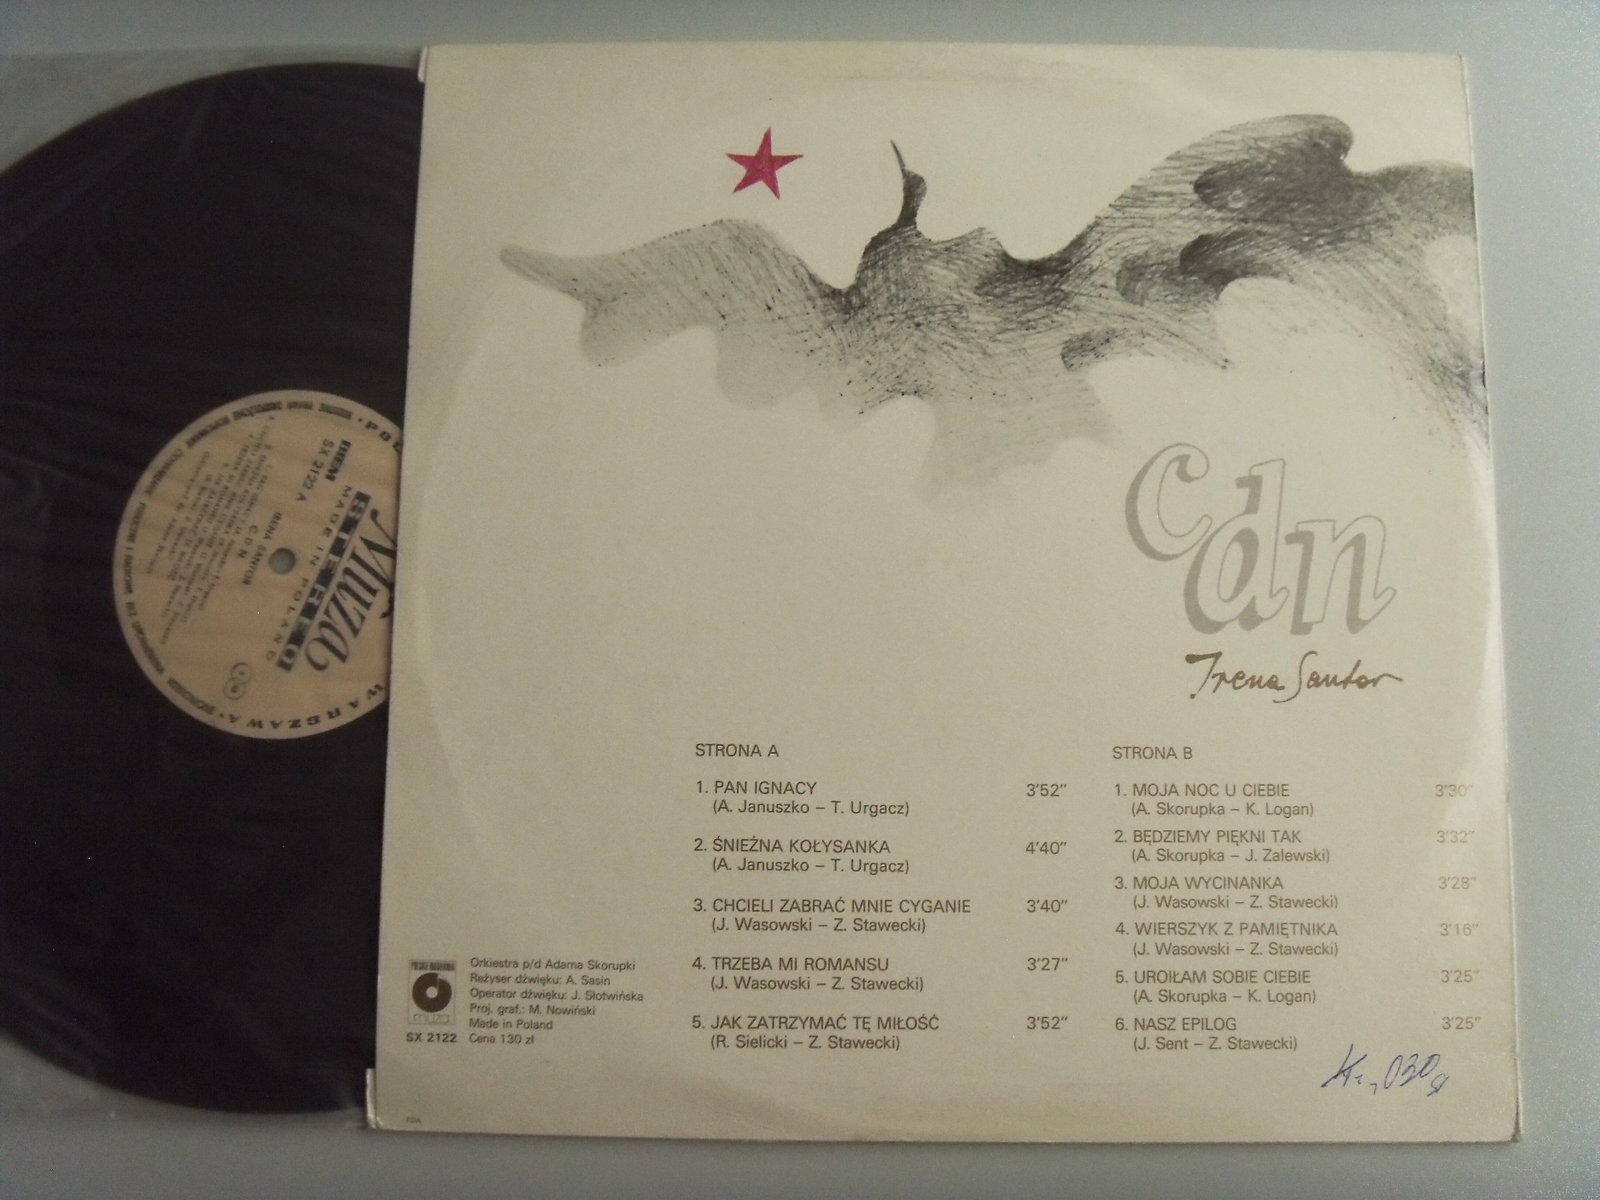 cdn
Irena Santor
STRONA A
1. PAN IGNACY 3'52"
(A. Januszko – T. Urgacz)
2. ŚNIEŻNA KOŁYSANKA 4'40"
(A. Januszko – T. Urgacz)
3. CHCIELI ZABRAĆ MNIE CYGANIE 3'40"
(J. Wasowski – Z. Stawecki)
4. TRZEBA MI ROMANSU 3'27"
(J. Wasowski – Z. Stawecki)
5. JAK ZATRZYMAĆ TĘ MIŁOŚĆ 3'52"
(R. Sielicki – Z. Stawecki)
STRONA B
1. MOJA NOC U CIEBIE 3'30"
(A. Skorupka – K. Logan)
2. BĘDZIEMY PIĘKNI TAK 3'32"
(A. Skorupka – J. Zalewski)
3. MOJA WYCINANKA 3'28"
(J. Wasowski – Z. Stawecki)
4. WIERSZYK Z PAMIĘTNIKA 3'16"
(J. Wasowski – Z. Stawecki)
5. UROIŁAM SOBIE CIEBIE 3'25"
(A. Skorupka – K. Logan)
6. NASZ EPILOG 3'25"
(J. Sent – Z. Stawecki)
POLSKIE NAGRANIA
muza
SX 2122
Orkiestra p/d Adama Skorupki
Reżyser dźwięku: A. Sasin
Operator dźwięku: J. Słotwińska
Proj. graf.: M. Nowiński
Made in Poland
Cena 130 zł
Muza
STEREO
MADE IN POLAND
SX 2122 A
IRENA SANTOR
C D N
WARSZAWA